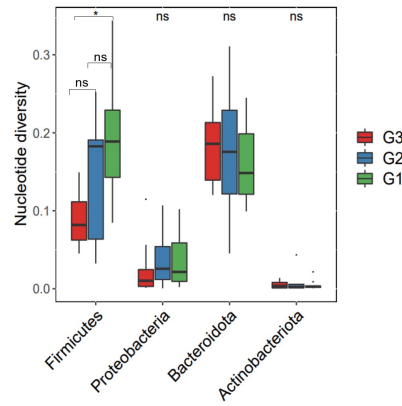 * ns ns ns
ns
ns
0.3
0.2
0.1
0.0
Nucleotide diversity
Firmicutes
Proteobacteria
Bacteroidota
Actinobacteriota
G3
G2
G1